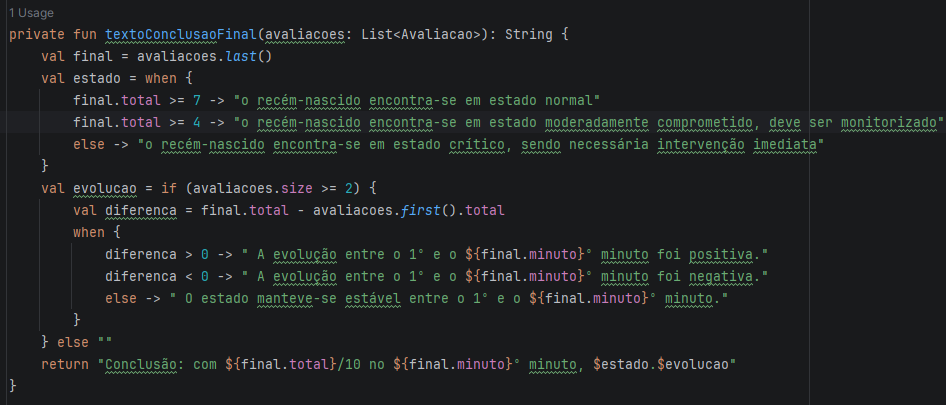 1 Usage
private fun textoConclusaoFinal(avaliacoes: List<Avaliacao>): String {
    val final = avaliacoes.last()
    val estado = when {
        final.total >= 7 -> "o recém-nascido encontra-se em estado normal"
        final.total >= 4 -> "o recém-nascido encontra-se em estado moderadamente comprometido, deve ser monitorizado"
        else -> "o recém-nascido encontra-se em estado crítico, sendo necessária intervenção imediata"
    }
    val evolucao = if (avaliacoes.size >= 2) {
        val diferenca = final.total - avaliacoes.first().total
        when {
            diferenca > 0 -> " A evolução entre o 1º e o ${final.minuto}º minuto foi positiva."
            diferenca < 0 -> " A evolução entre o 1º e o ${final.minuto}º minuto foi negativa."
            else -> " O estado manteve-se estável entre o 1º e o ${final.minuto}º minuto."
        }
    } else ""
    return "Conclusão: com ${final.total}/10 no ${final.minuto}º minuto, $estado.$evolucao"
}